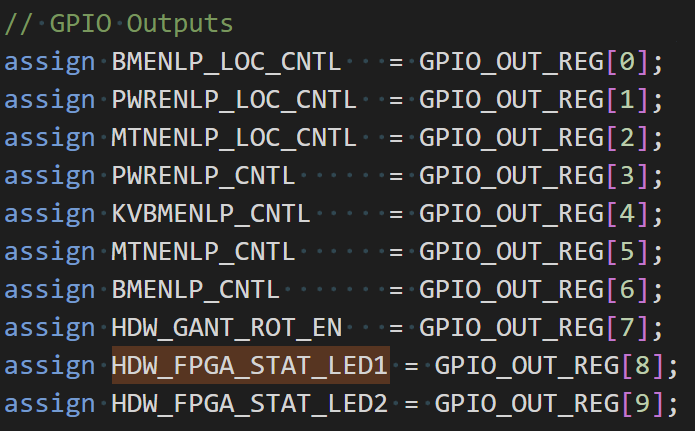 // GPIO Outputs
assign BMENLP_LOC_CNTL   = GPIO_OUT_REG[0];
assign PWRENLP_LOC_CNTL  = GPIO_OUT_REG[1];
assign MTNENLP_LOC_CNTL  = GPIO_OUT_REG[2];
assign PWRENLP_CNTL      = GPIO_OUT_REG[3];
assign KVBMENLP_CNTL     = GPIO_OUT_REG[4];
assign MTNENLP_CNTL      = GPIO_OUT_REG[5];
assign BMENLP_CNTL       = GPIO_OUT_REG[6];
assign HDW_GANT_ROT_EN   = GPIO_OUT_REG[7];
assign HDW_FPGA_STAT_LED1 = GPIO_OUT_REG[8];
assign HDW_FPGA_STAT_LED2 = GPIO_OUT_REG[9];